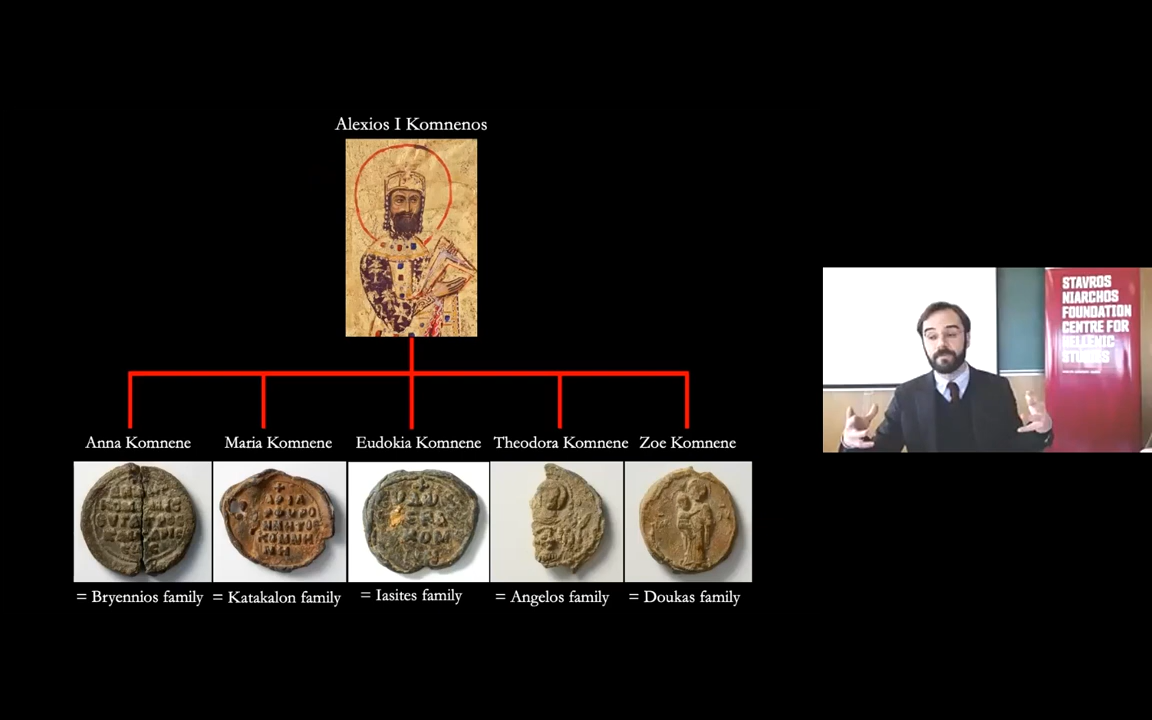 Alexios I Komnenos
Anna Komnene
Maria Komnene
Eudokia Komnene
Theodora Komnene
Zoe Komnene
= Bryennios family
= Katakalon family
= Iasites family
= Angelos family
= Doukas family
STAVROS
NIARCHOS
FOUNDATION
CENTRE FOR
HELLENIC
STUDIES